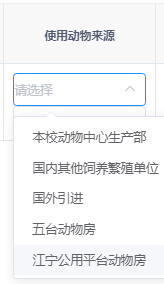 使用动物来源
请选择
本校动物中心生产部
国内其他饲养繁殖单位
国外引进
五台动物房
江宁公用平台动物房